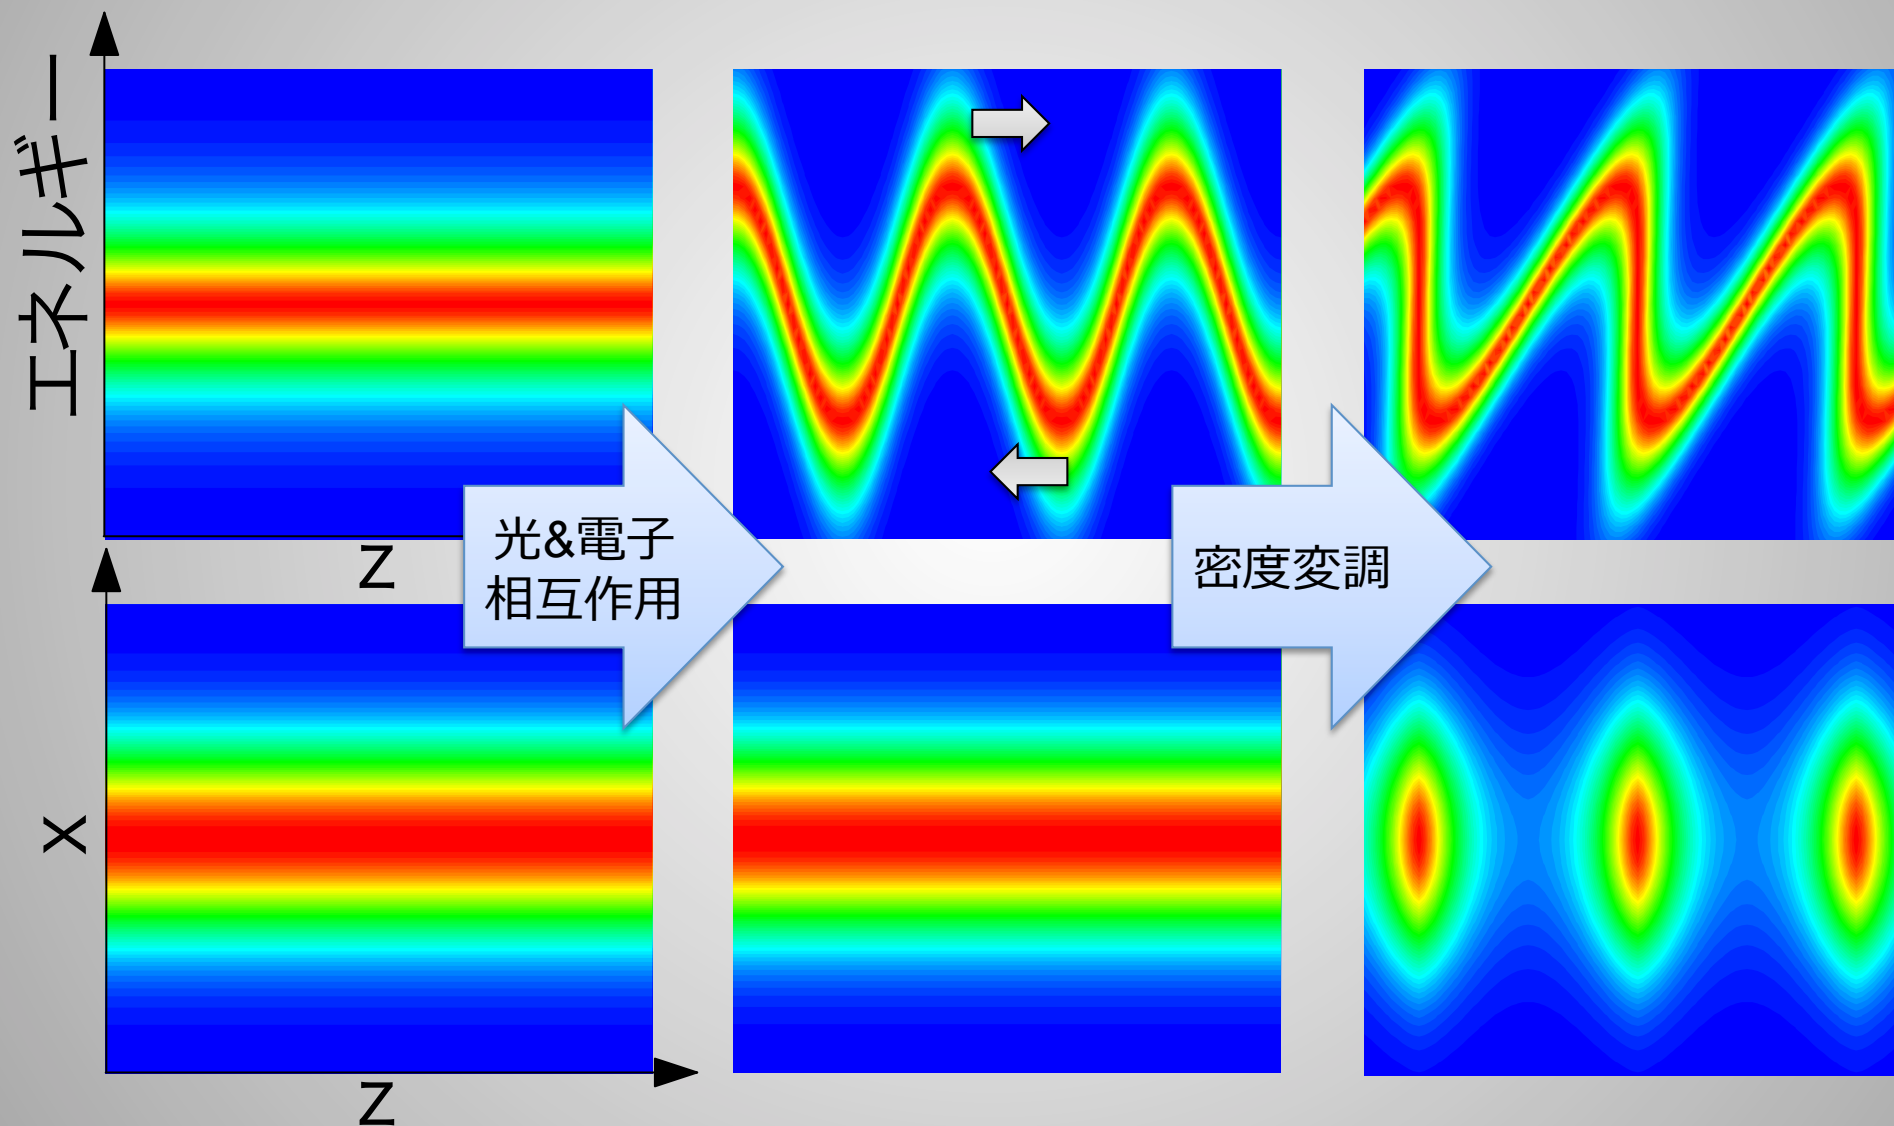 エネルギー
z
光&電子
相互作用
密度変調
x
z